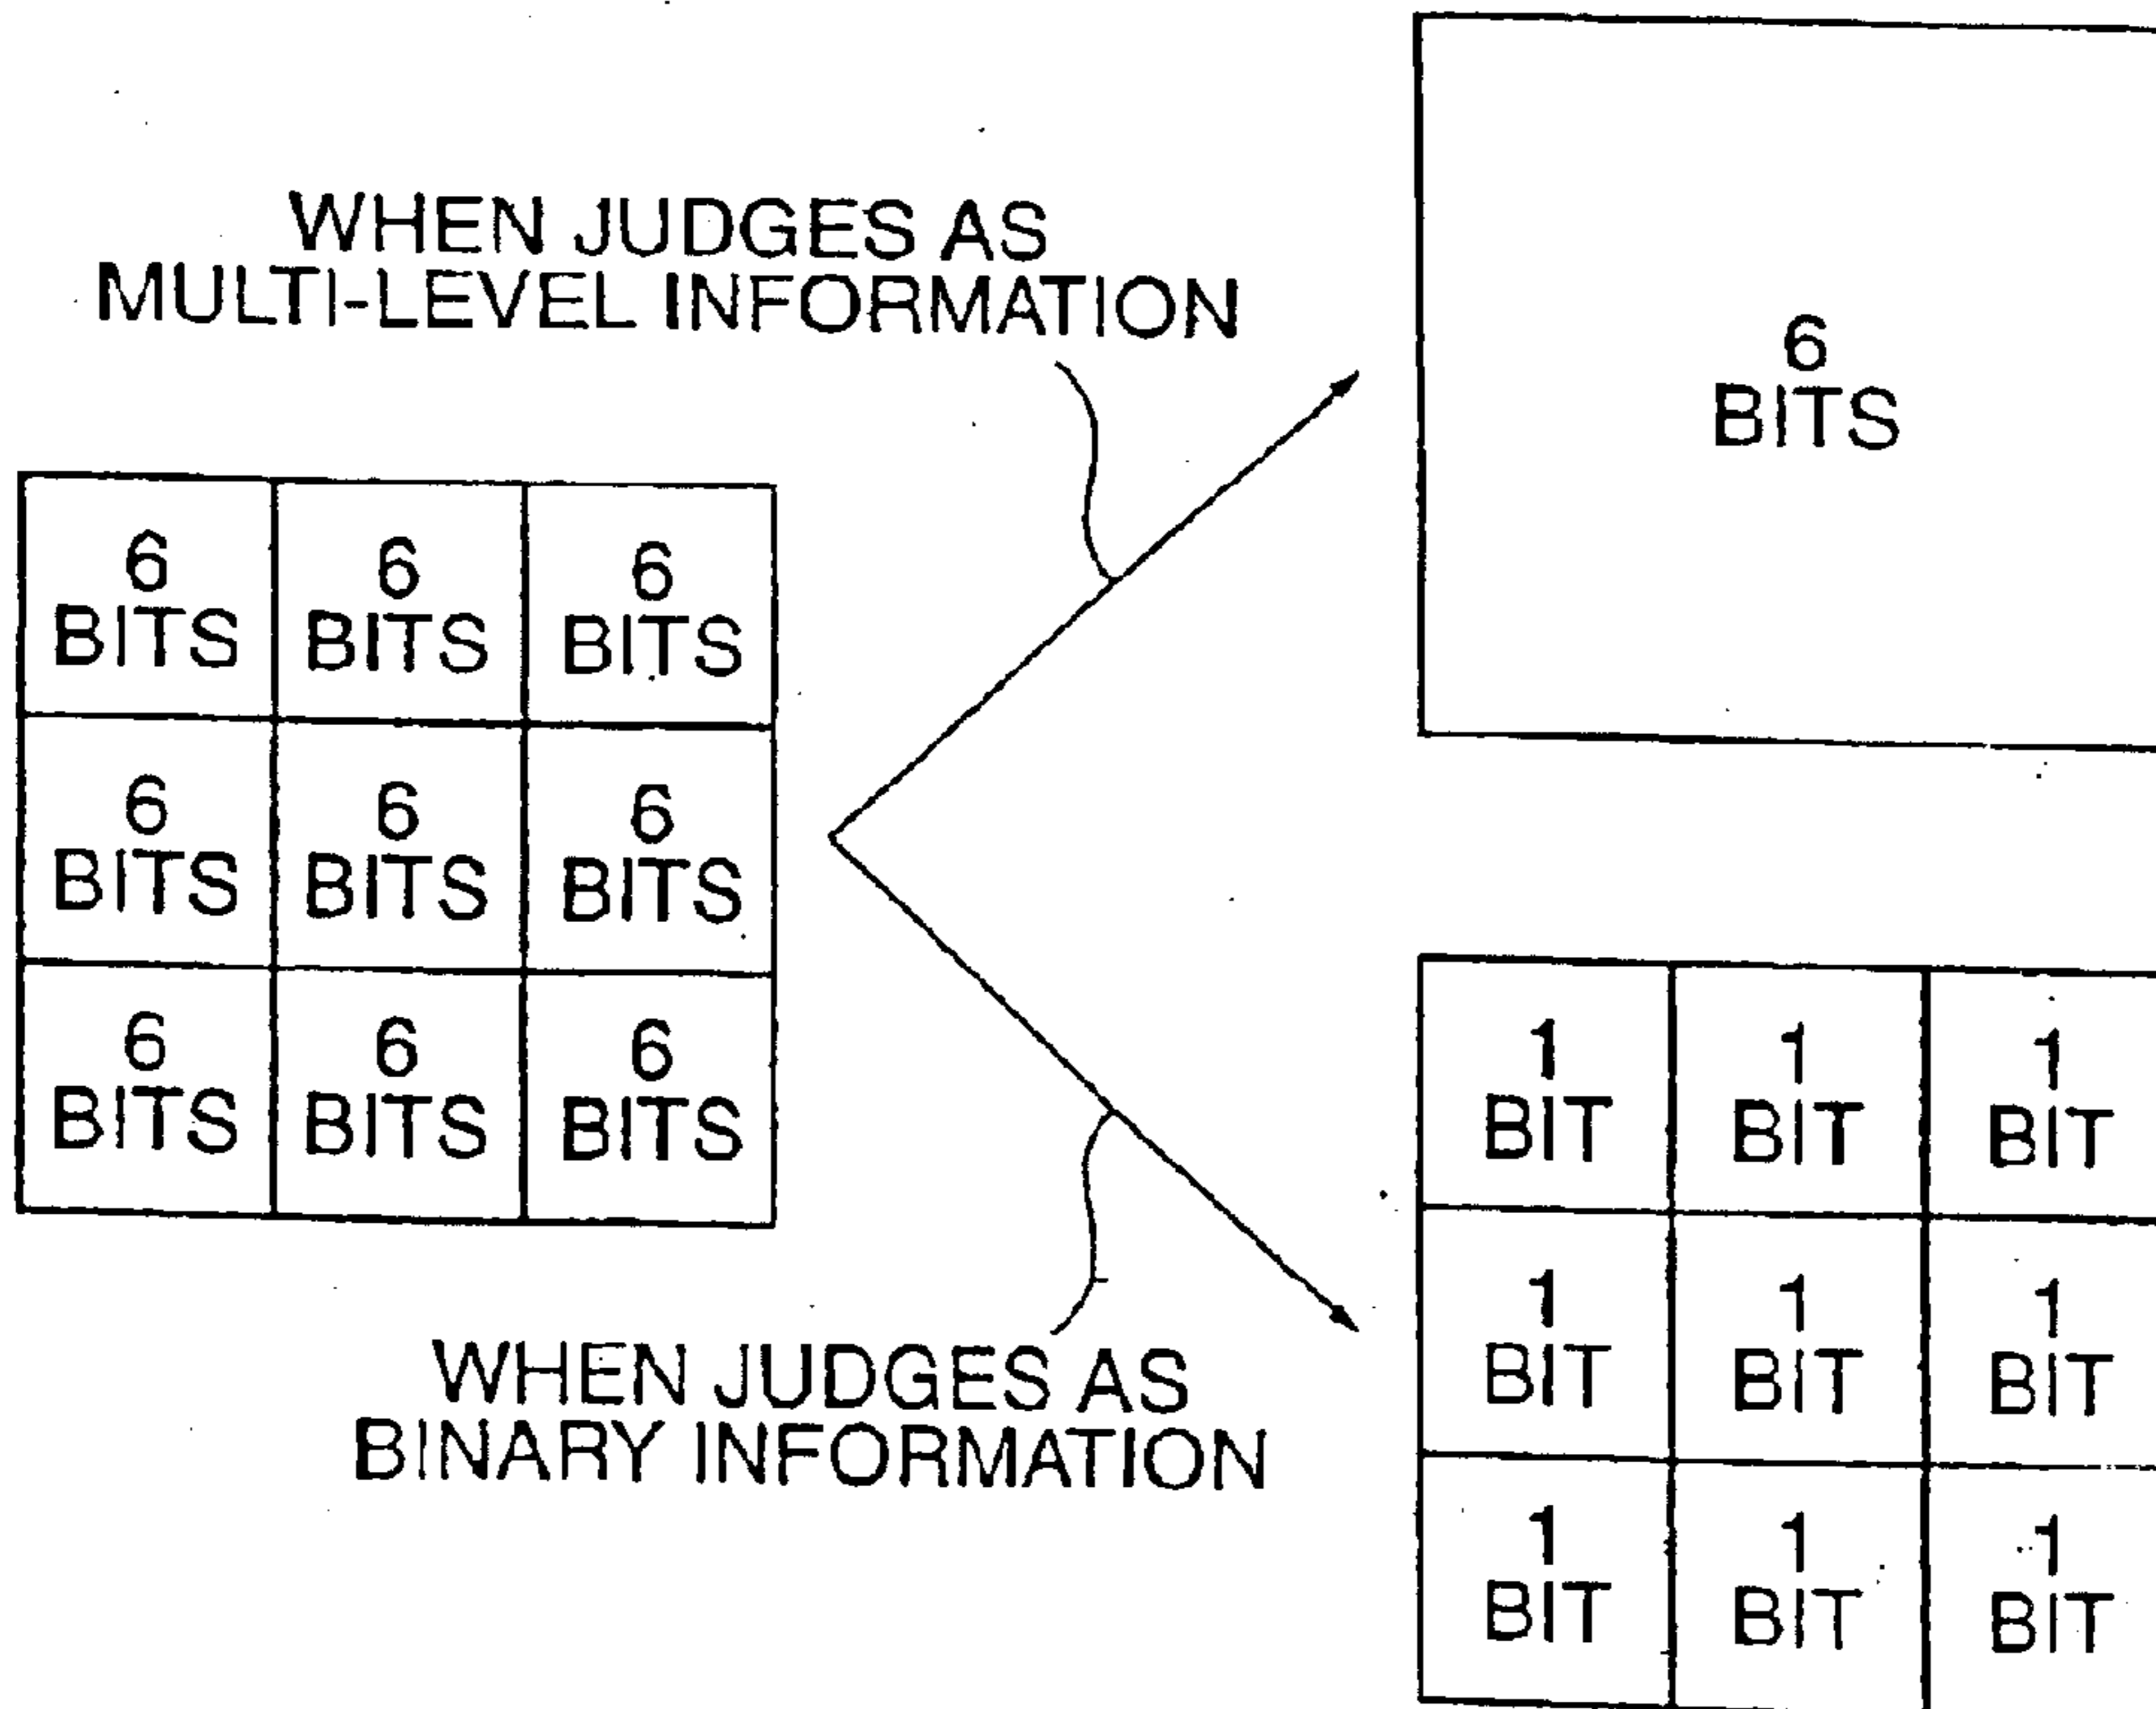 WHEN JUDGES AS
MULTI-LEVEL INFORMATION
6
BITS
6 6 6
BITS BITS BITS
6 6 6
BITS BITS BITS
6 6 6
BITS BITS BITS
1 1 1
BIT BIT BIT
1 1 1
BIT BIT BIT
1 1 1
BIT BIT BIT
WHEN JUDGES AS
BINARY INFORMATION